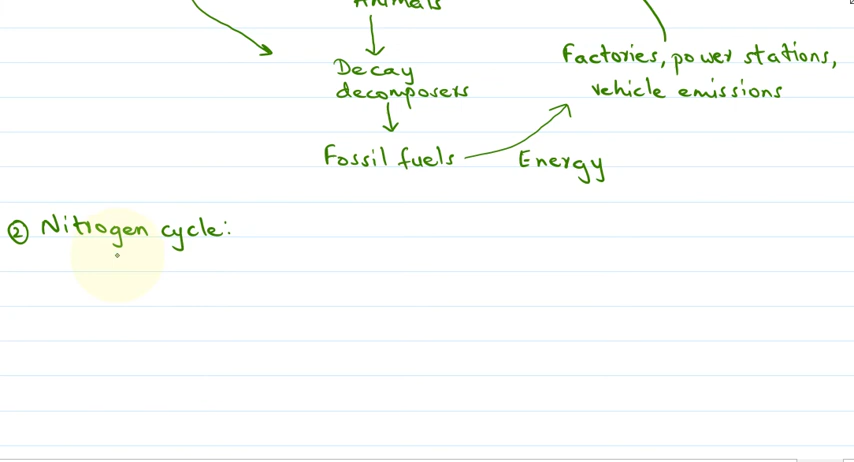 Animals
Factories, power stations,
vehicle emissions
Decay
decomposers
Fossil fuels
Energy
② Nitrogen cycle: